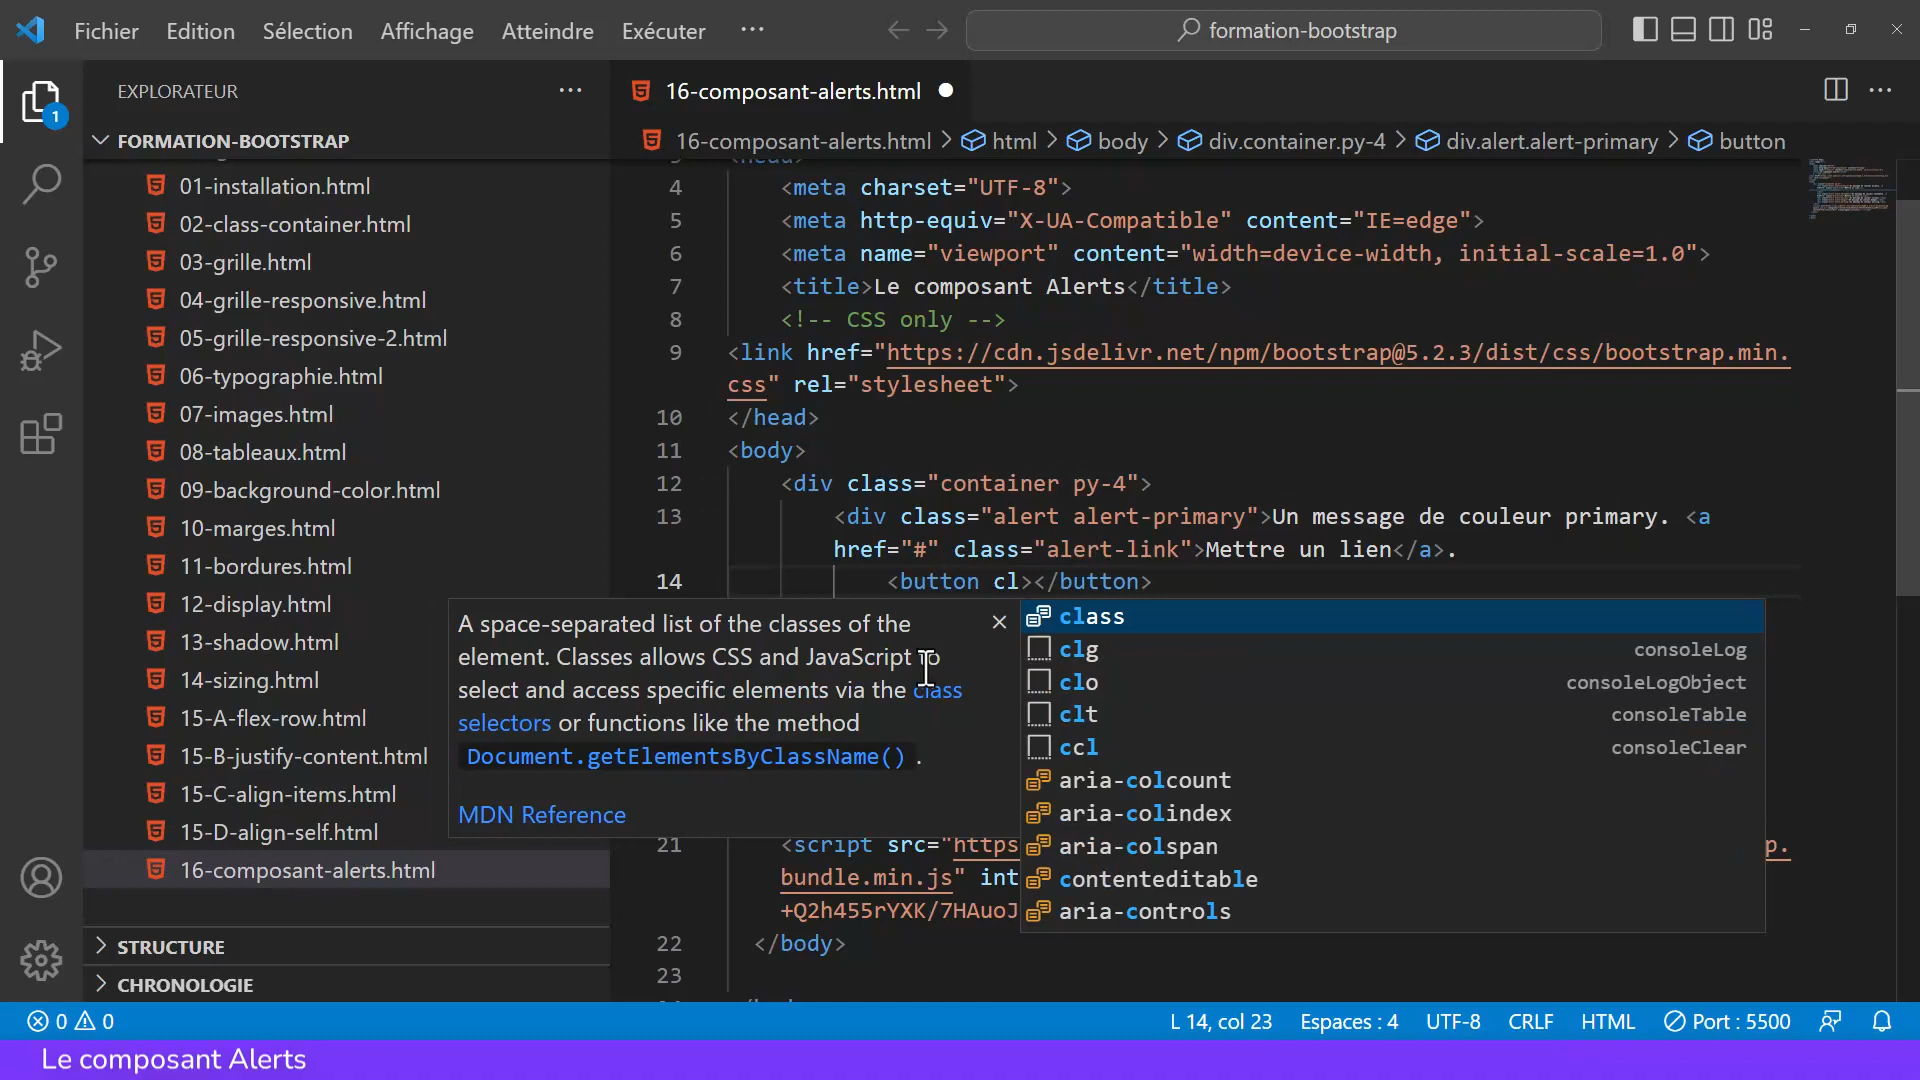 Fichier Edition Sélection Affichage Atteindre Exécuter ··· formation-bootstrap
EXPLORATEUR ···
16-composant-alerts.html
FORMATION-BOOTSTRAP
16-composant-alerts.html > html > body > div.container.py-4 > div.alert.alert-primary > button
1
01-installation.html
02-class-container.html
03-grille.html
04-grille-responsive.html
05-grille-responsive-2.html
06-typographie.html
07-images.html
08-tableaux.html
09-background-color.html
10-marges.html
11-bordures.html
12-display.html
13-shadow.html
14-sizing.html
15-A-flex-row.html
15-B-justify-content.html
15-C-align-items.html
15-D-align-self.html
16-composant-alerts.html
STRUCTURE
CHRONOLOGIE
4 <meta charset="UTF-8">
5 <meta http-equiv="X-UA-Compatible" content="IE=edge">
6 <meta name="viewport" content="width=device-width, initial-scale=1.0">
7 <title>Le composant Alerts</title>
8 <!-- CSS only -->
9 <link href="https://cdn.jsdelivr.net/npm/bootstrap@5.2.3/dist/css/bootstrap.min.
css" rel="stylesheet">
10 </head>
11 <body>
12 <div class="container py-4">
13 <div class="alert alert-primary">Un message de couleur primary. <a
href="#" class="alert-link">Mettre un lien</a>.
14 <button cl></button>
A space-separated list of the classes of the
element. Classes allows CSS and JavaScript to
select and access specific elements via the class
selectors or functions like the method
Document.getElementsByClassName() .
MDN Reference
class
clg consoleLog
clo consoleLogObject
clt consoleTable
ccl consoleClear
aria-colcount
aria-colindex
aria-colspan
contenteditable
aria-controls
21 <script src="https p.
bundle.min.js" int
+Q2h455rYXK/7HAuoJ
22 </body>
23
0 0 L 14, col 23 Espaces : 4 UTF-8 CRLF HTML Port : 5500
Le composant Alerts